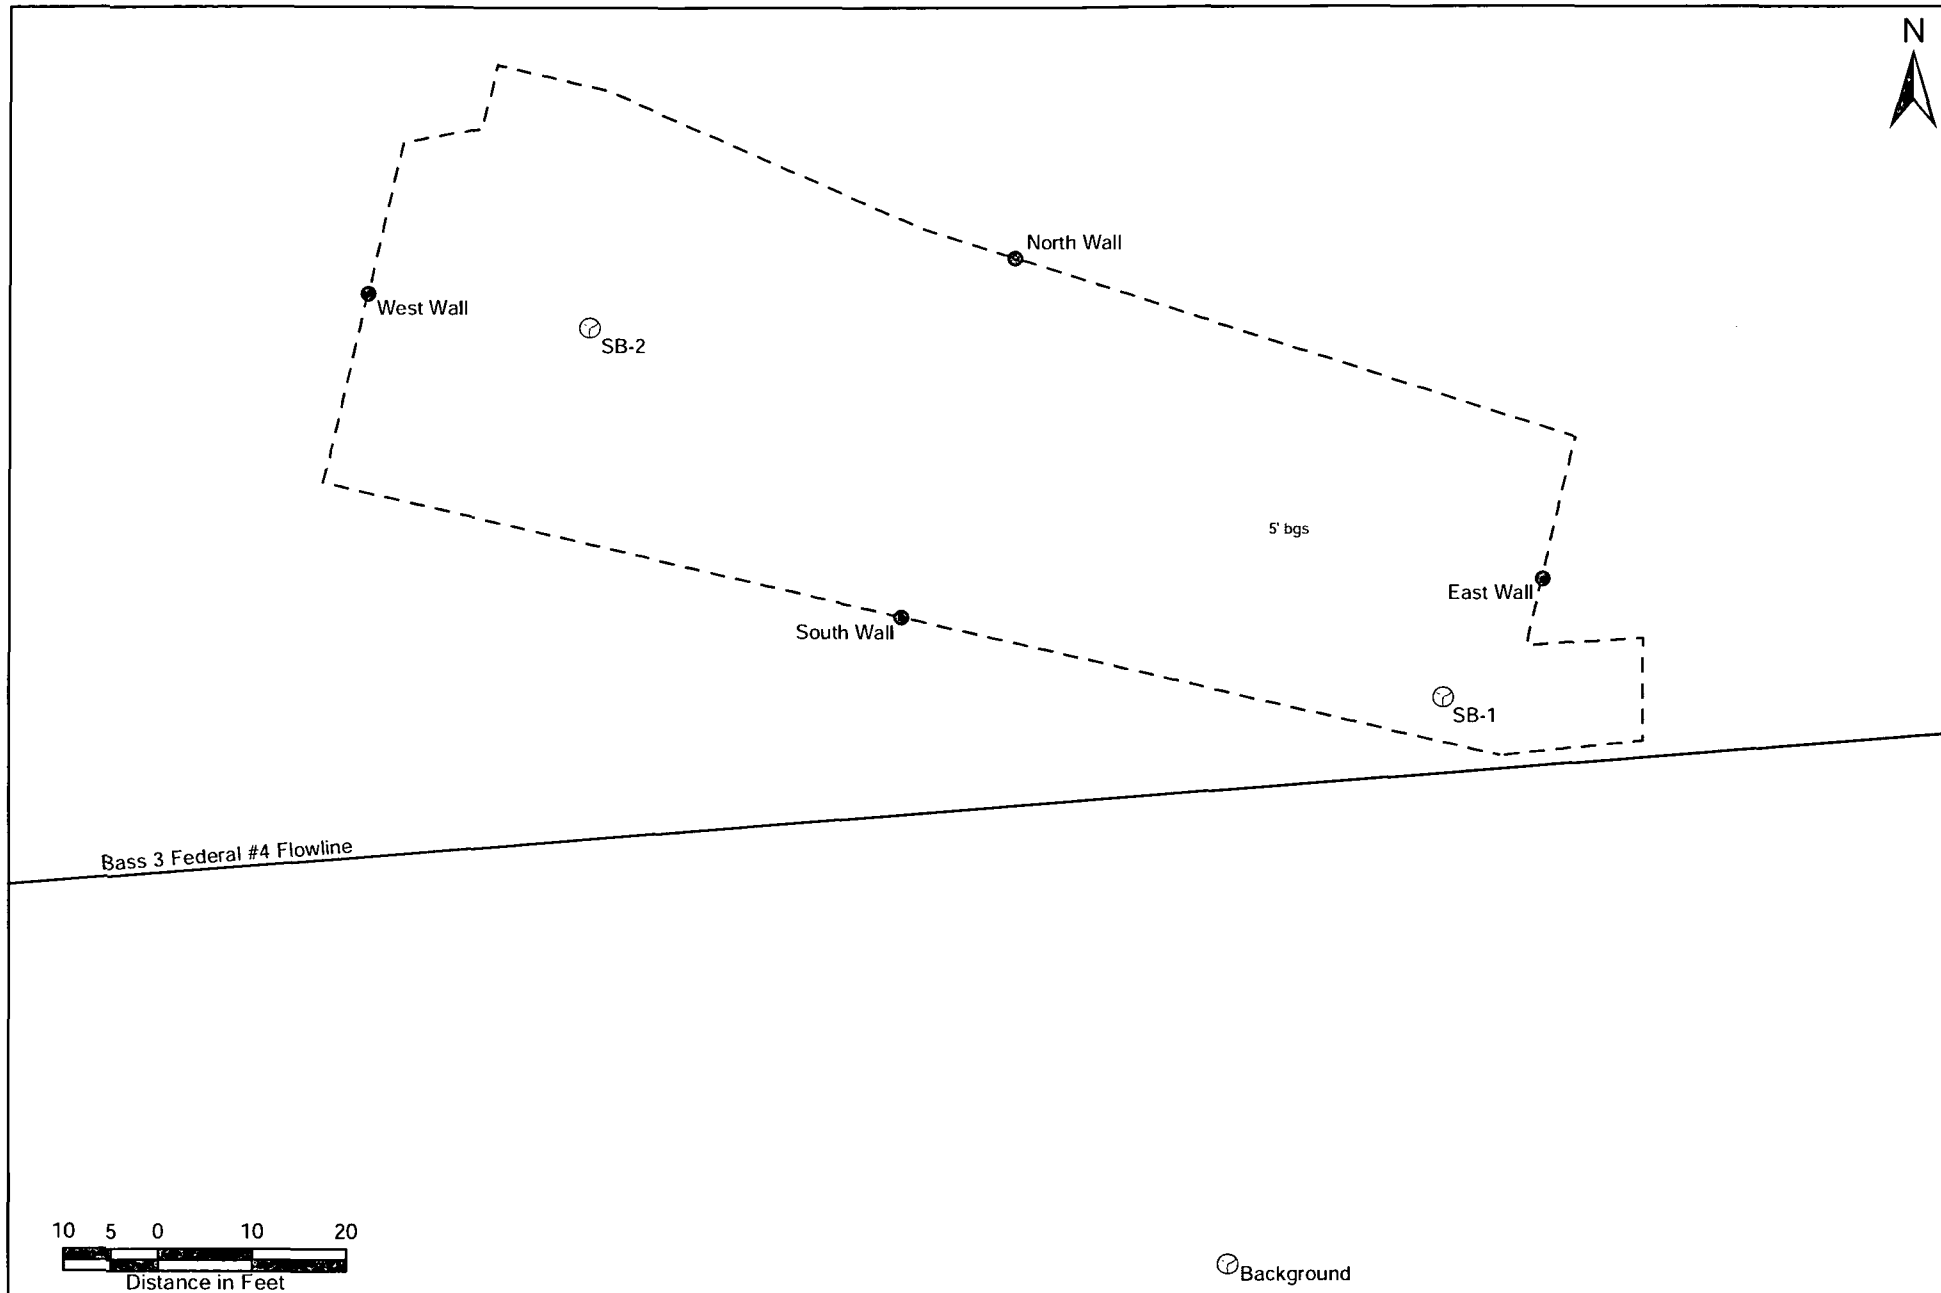 N
North Wall
West Wall
SB-2
5' bgs
East Wall
South Wall
SB-1
Bass 3 Federal #4 Flowline
10 5 0 10 20
Distance in Feet
Background